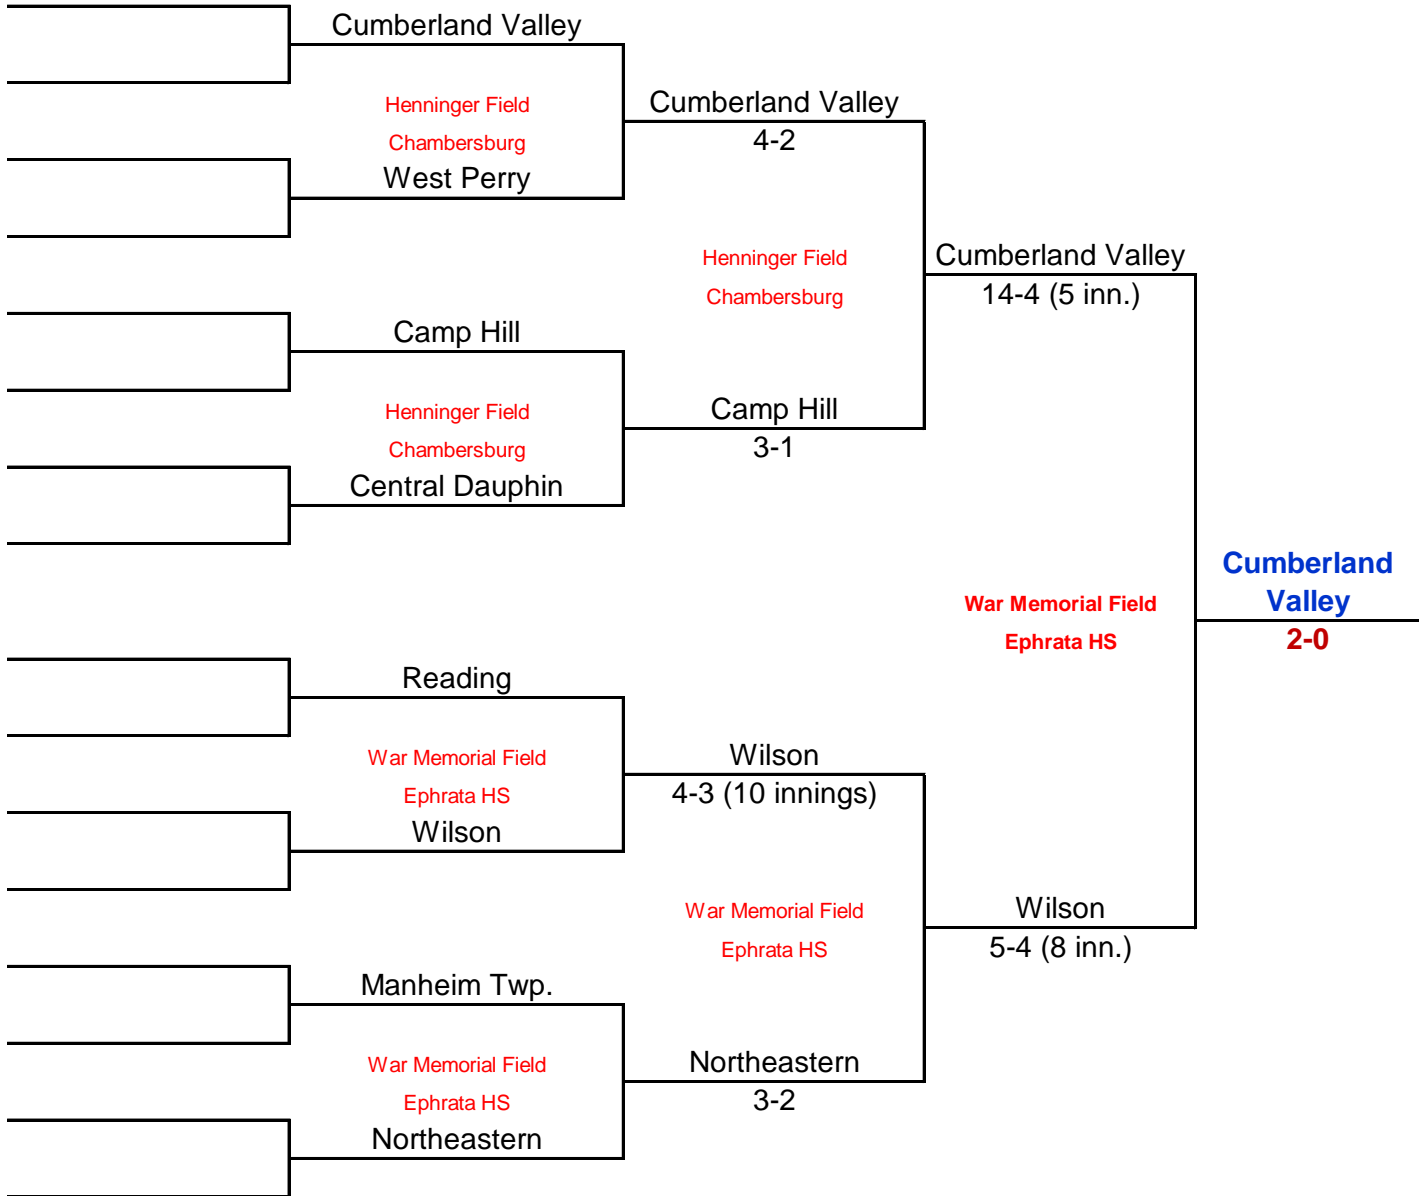 Cumberland Valley
Henninger Field
Chambersburg
West Perry
Cumberland Valley
4-2
Henninger Field
Chambersburg
Cumberland Valley
14-4 (5 inn.)
Camp Hill
Henninger Field
Chambersburg
Central Dauphin
Camp Hill
3-1
War Memorial Field
Ephrata HS
Cumberland
Valley
2-0
Reading
War Memorial Field
Ephrata HS
Wilson
Wilson
4-3 (10 innings)
War Memorial Field
Ephrata HS
Wilson
5-4 (8 inn.)
Manheim Twp.
War Memorial Field
Ephrata HS
Northeastern
Northeastern
3-2